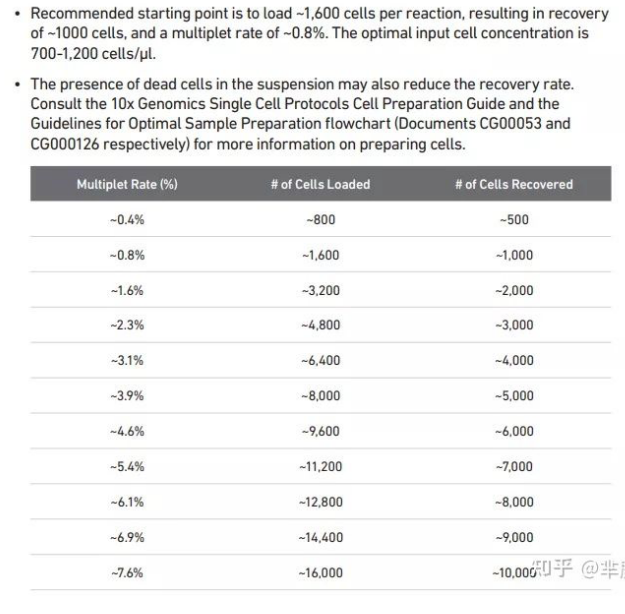 • Recommended starting point is to load ~1,600 cells per reaction, resulting in recovery
of ~1000 cells, and a multiplet rate of ~0.8%. The optimal input cell concentration is
700-1,200 cells/µl.
• The presence of dead cells in the suspension may also reduce the recovery rate.
Consult the 10x Genomics Single Cell Protocols Cell Preparation Guide and the
Guidelines for Optimal Sample Preparation flowchart (Documents CG00053 and
CG000126 respectively) for more information on preparing cells.
Multiplet Rate (%) # of Cells Loaded # of Cells Recovered
~0.4% ~800 ~500
~0.8% ~1,600 ~1,000
~1.6% ~3,200 ~2,000
~2.3% ~4,800 ~3,000
~3.1% ~6,400 ~4,000
~3.9% ~8,000 ~5,000
~4.6% ~9,600 ~6,000
~5.4% ~11,200 ~7,000
~6.1% ~12,800 ~8,000
~6.9% ~14,400 ~9,000
~7.6% ~16,000 ~10,000
知乎 @芈